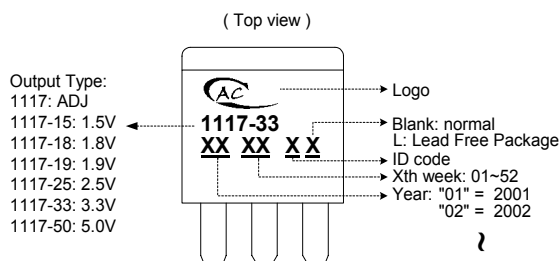 ( Top view )
Output Type:
1117: ADJ
1117-15: 1.5V
1117-18: 1.8V
1117-19: 1.9V
1117-25: 2.5V
1117-33: 3.3V
1117-50: 5.0V
AC
1117-33
XX XX X X
Logo
Blank: normal
L: Lead Free Package
ID code
Xth week: 01~52
Year: "01" = 2001
"02" = 2002
~